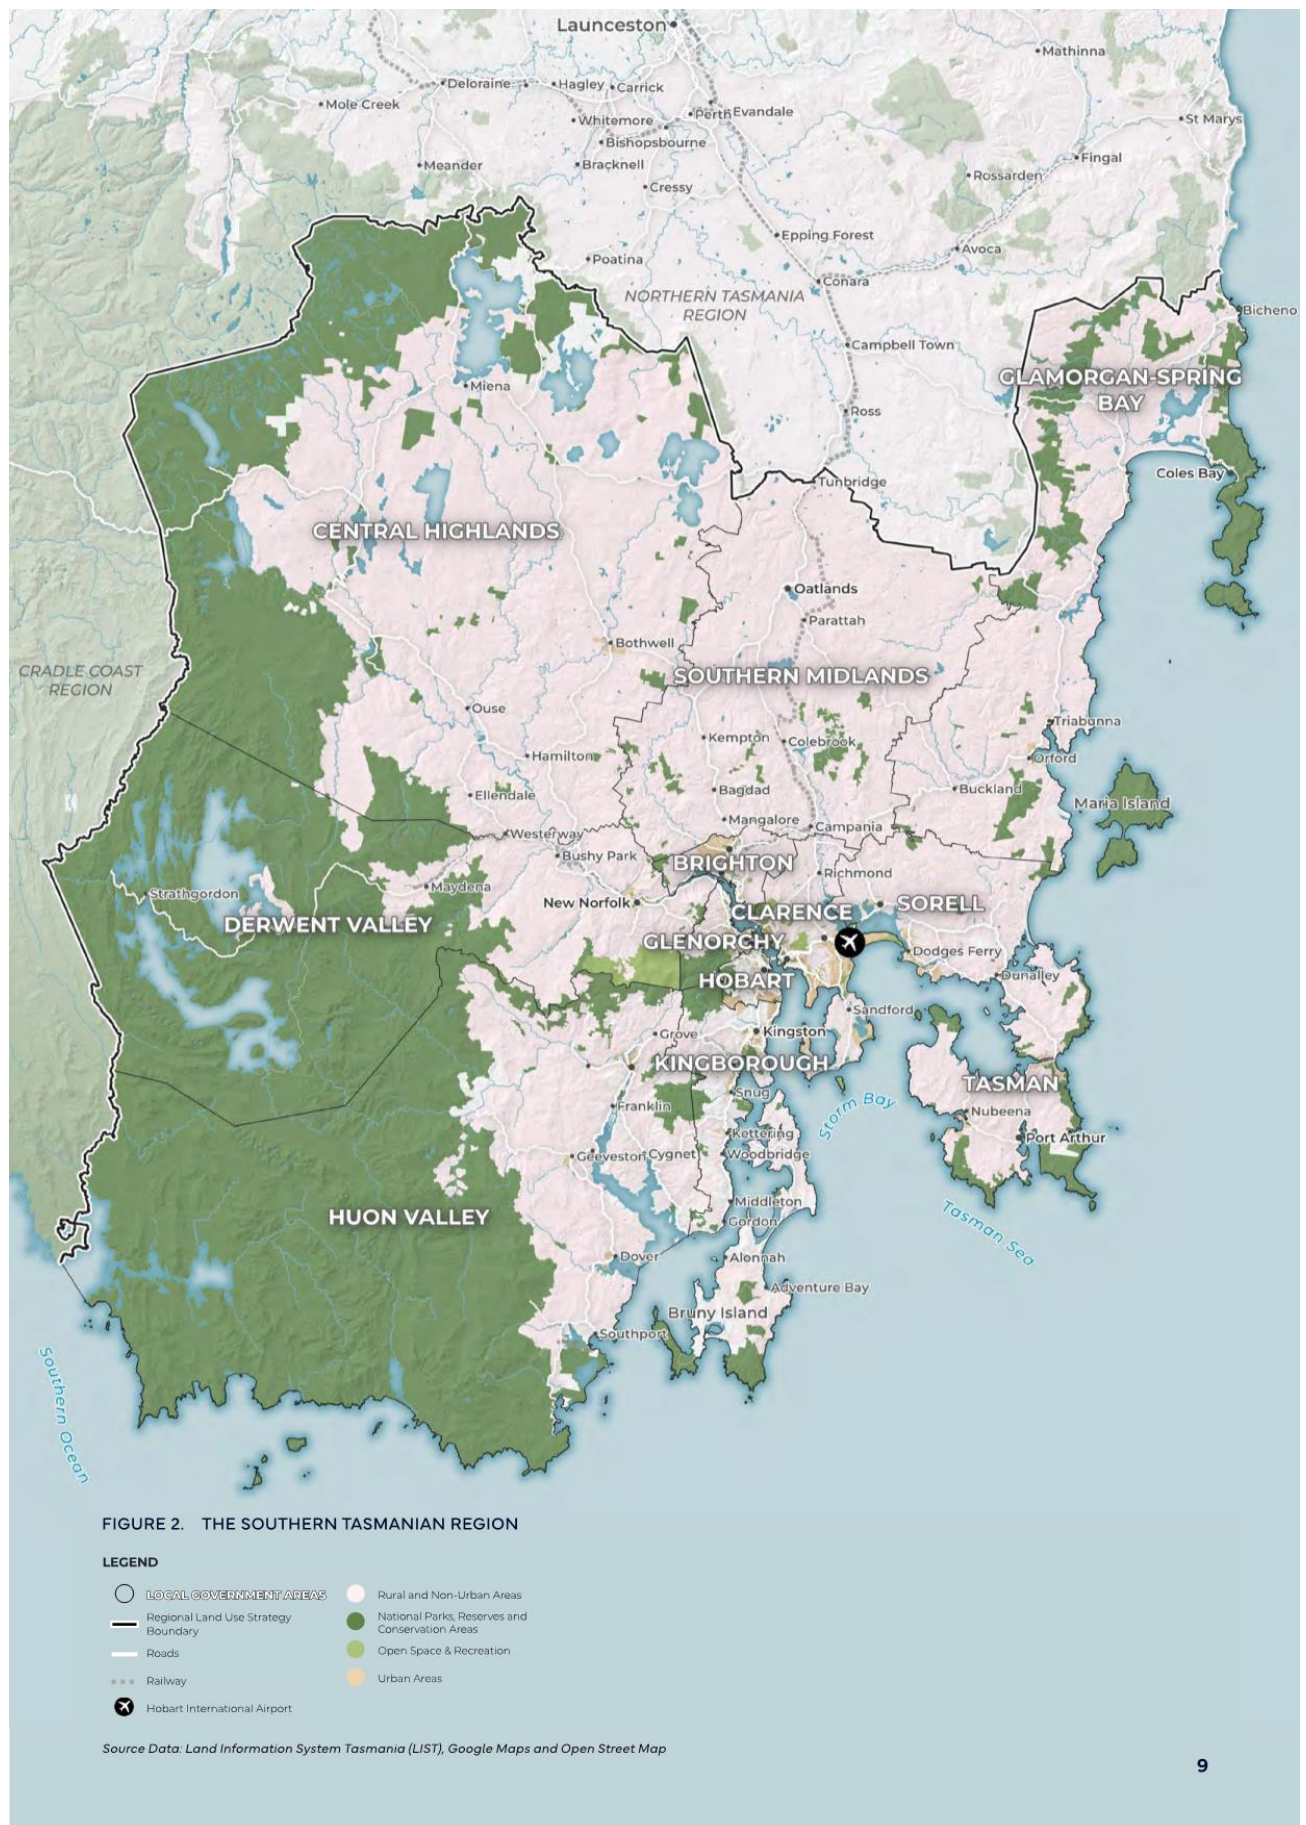 Launceston
Mathinna
Deloraine
Hagley
Carrick
Mole Creek
Perth
Evandale
Whitemore
St Marys
Bishopsbourne
Meander
Bracknell
Fingal
Rossarden
Cressy
Epping Forest
Avoca
Poatina
Conara
NORTHERN TASMANIA
REGION
Bicheno
Campbell Town
GLAMORGAN-SPRING
BAY
Miena
Ross
Coles Bay
Tunbridge
CENTRAL HIGHLANDS
Oatlands
Parattah
Bothwell
CRADLE COAST
REGION
SOUTHERN MIDLANDS
Ouse
Triabunna
Kempton
Colebrook
Hamilton
Orford
Ellendale
Bagdad
Buckland
Maria Island
Mangalore
Campania
Westerway
Bushy Park
BRIGHTON
Richmond
Maydena
Strathgordon
New Norfolk
SORELL
CLARENCE
DERWENT VALLEY
GLENORCHY
Dodges Ferry
HOBART
Dunalley
Sandford
Grove
Kingston
KINGBOROUGH
TASMAN
Snug
Storm Bay
Franklin
Nubeena
Kettering
Port Arthur
Geeveston
Cygnet
Woodbridge
Middleton
HUON VALLEY
Gordon
Tasman Sea
Dover
Alonnah
Adventure Bay
Bruny Island
Southport
Southern Ocean
FIGURE 2. THE SOUTHERN TASMANIAN REGION
LEGEND
LOCAL GOVERNMENT AREAS
Regional Land Use Strategy
Boundary
Roads
Railway
Hobart International Airport
Rural and Non-Urban Areas
National Parks, Reserves and
Conservation Areas
Open Space & Recreation
Urban Areas
Source Data: Land Information System Tasmania (LIST), Google Maps and Open Street Map
9